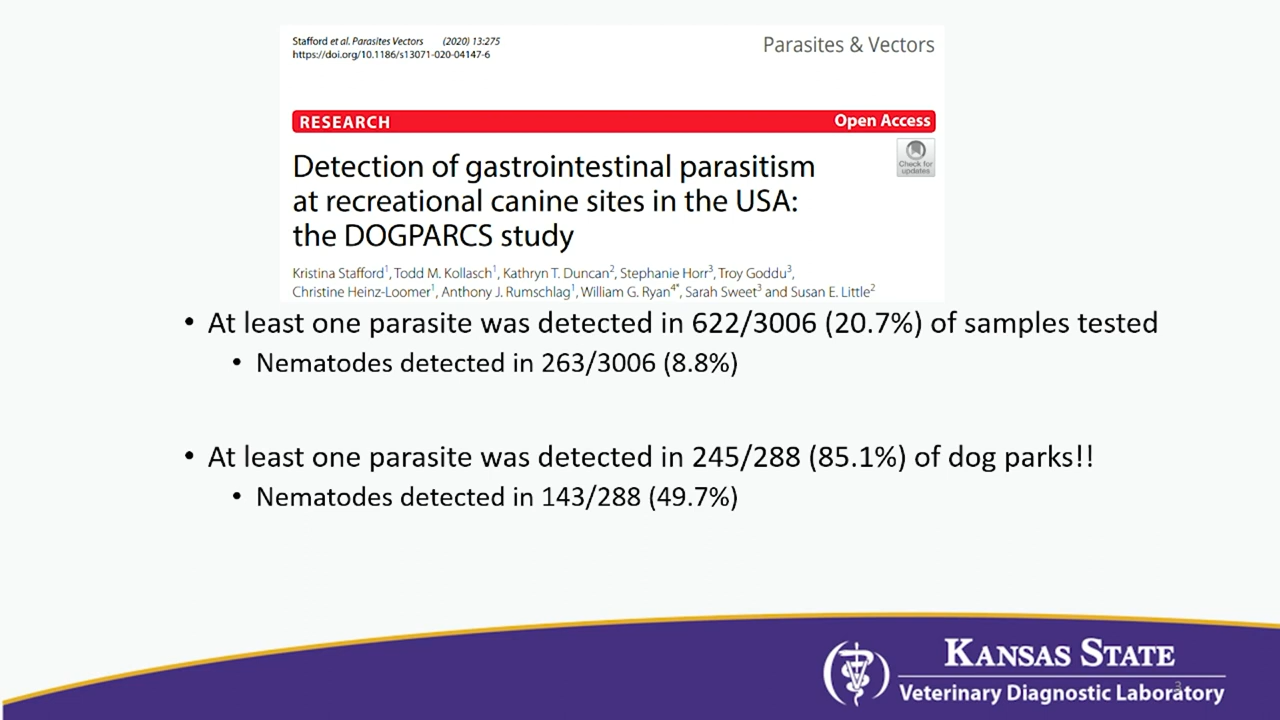 Stafford et al. Parasites Vectors (2020) 13:275
https://doi.org/10.1186/s13071-020-04147-6
Parasites & Vectors
RESEARCH
Open Access
Check for
updates
Detection of gastrointestinal parasitism
at recreational canine sites in the USA:
the DOGPARCS study
Kristina Stafford1, Todd M. Kollasch1, Kathryn T. Duncan2, Stephanie Horr3, Troy Goddu3,
Christine Heinz-Loomer1, Anthony J. Rumschlag1, William G. Ryan4*, Sarah Sweet3 and Susan E. Little2
• At least one parasite was detected in 622/3006 (20.7%) of samples tested
• Nematodes detected in 263/3006 (8.8%)
• At least one parasite was detected in 245/288 (85.1%) of dog parks!!
• Nematodes detected in 143/288 (49.7%)
KANSAS STATE
Veterinary Diagnostic Laboratory
3